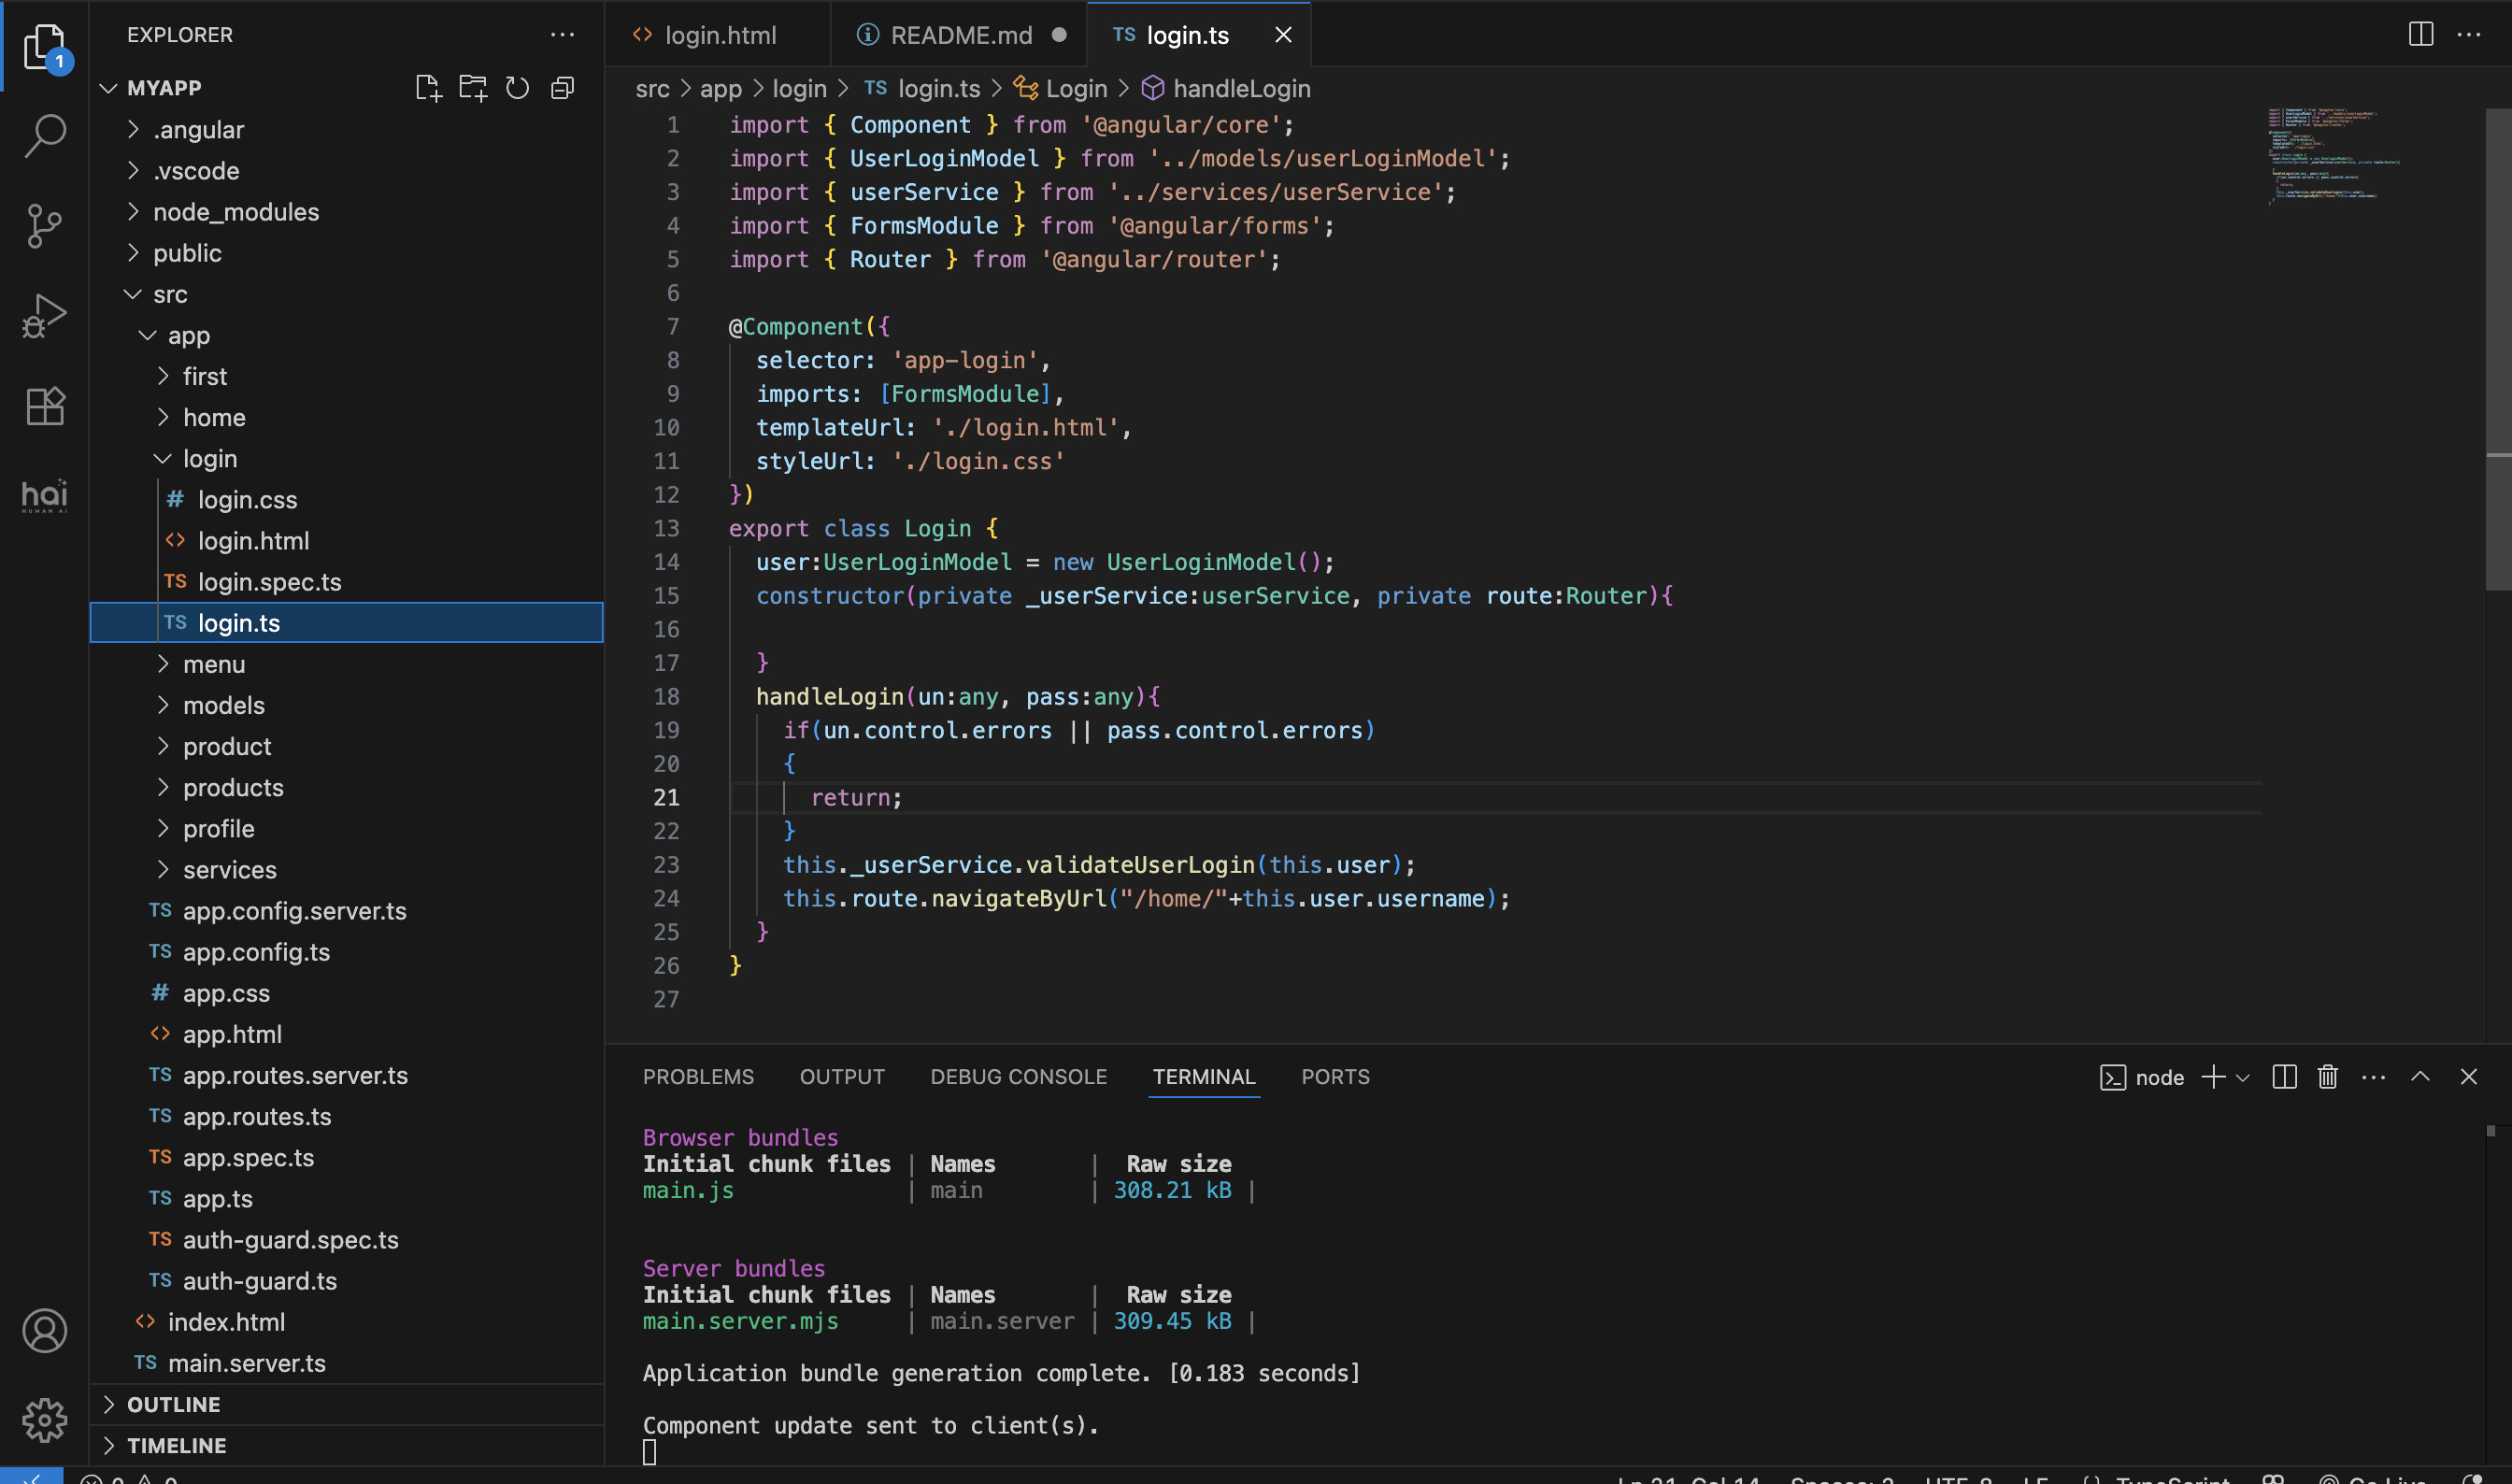 EXPLORER
1
MYAPP
.angular
.vscode
node_modules
public
src
app
first
home
login
# login.css
<> login.html
TS login.spec.ts
TS login.ts
menu
models
product
products
profile
services
TS app.config.server.ts
TS app.config.ts
# app.css
<> app.html
TS app.routes.server.ts
TS app.routes.ts
TS app.spec.ts
TS app.ts
TS auth-guard.spec.ts
TS auth-guard.ts
<> index.html
TS main.server.ts
OUTLINE
TIMELINE
hai
HUMAN AI
<> login.html
README.md
TS login.ts
src > app > login > TS login.ts > Login > handleLogin
1 import { Component } from '@angular/core';
2 import { UserLoginModel } from '../models/userLoginModel';
3 import { userService } from '../services/userService';
4 import { FormsModule } from '@angular/forms';
5 import { Router } from '@angular/router';
6
7 @Component({
8 selector: 'app-login',
9 imports: [FormsModule],
10 templateUrl: './login.html',
11 styleUrl: './login.css'
12 })
13 export class Login {
14 user:UserLoginModel = new UserLoginModel();
15 constructor(private _userService:userService, private route:Router){
16
17 }
18 handleLogin(un:any, pass:any){
19 if(un.control.errors || pass.control.errors)
20 {
21 return;
22 }
23 this._userService.validateUserLogin(this.user);
24 this.route.navigateByUrl("/home/"+this.user.username);
25 }
26 }
27
PROBLEMS OUTPUT DEBUG CONSOLE TERMINAL PORTS
node
Browser bundles
Initial chunk files | Names | Raw size
main.js | main | 308.21 kB |
Server bundles
Initial chunk files | Names | Raw size
main.server.mjs | main.server | 309.45 kB |
Application bundle generation complete. [0.183 seconds]
Component update sent to client(s).